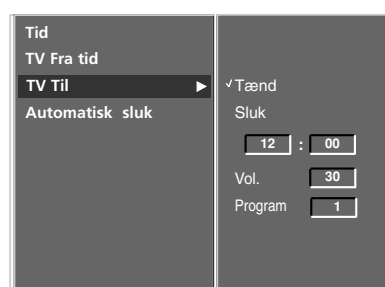 Tid
TV Fra tid
TV Til ▶
Automatisk sluk
✓Tænd
Sluk
12 : 00
Vol. 30
Program 1